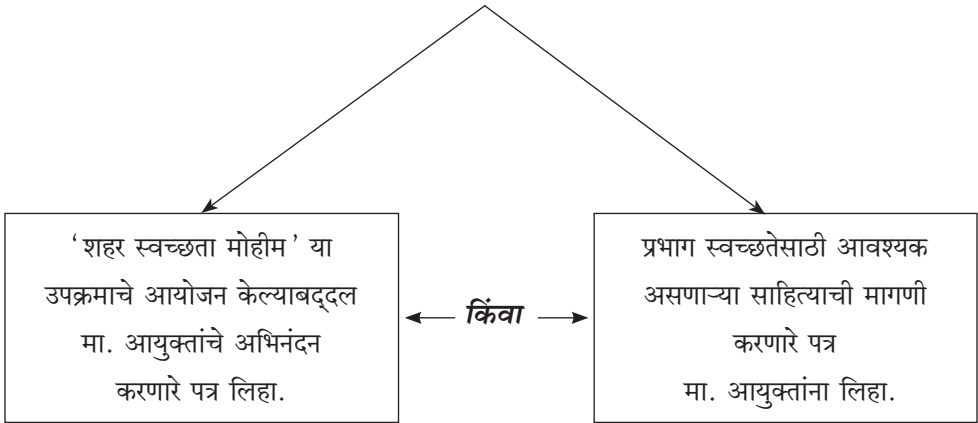 ‘शहर स्वच्छता मोहीम’ या
उपक्रमाचे आयोजन केल्याबद्‌दल
मा. आयुक्तांचे अभिनंदन
करणारे पत्र लिहा.
किंवा
प्रभाग स्वच्छतेसाठी आवश्यक
असणाऱ्या साहित्याची मागणी
करणारे पत्र
मा. आयुक्तांना लिहा.